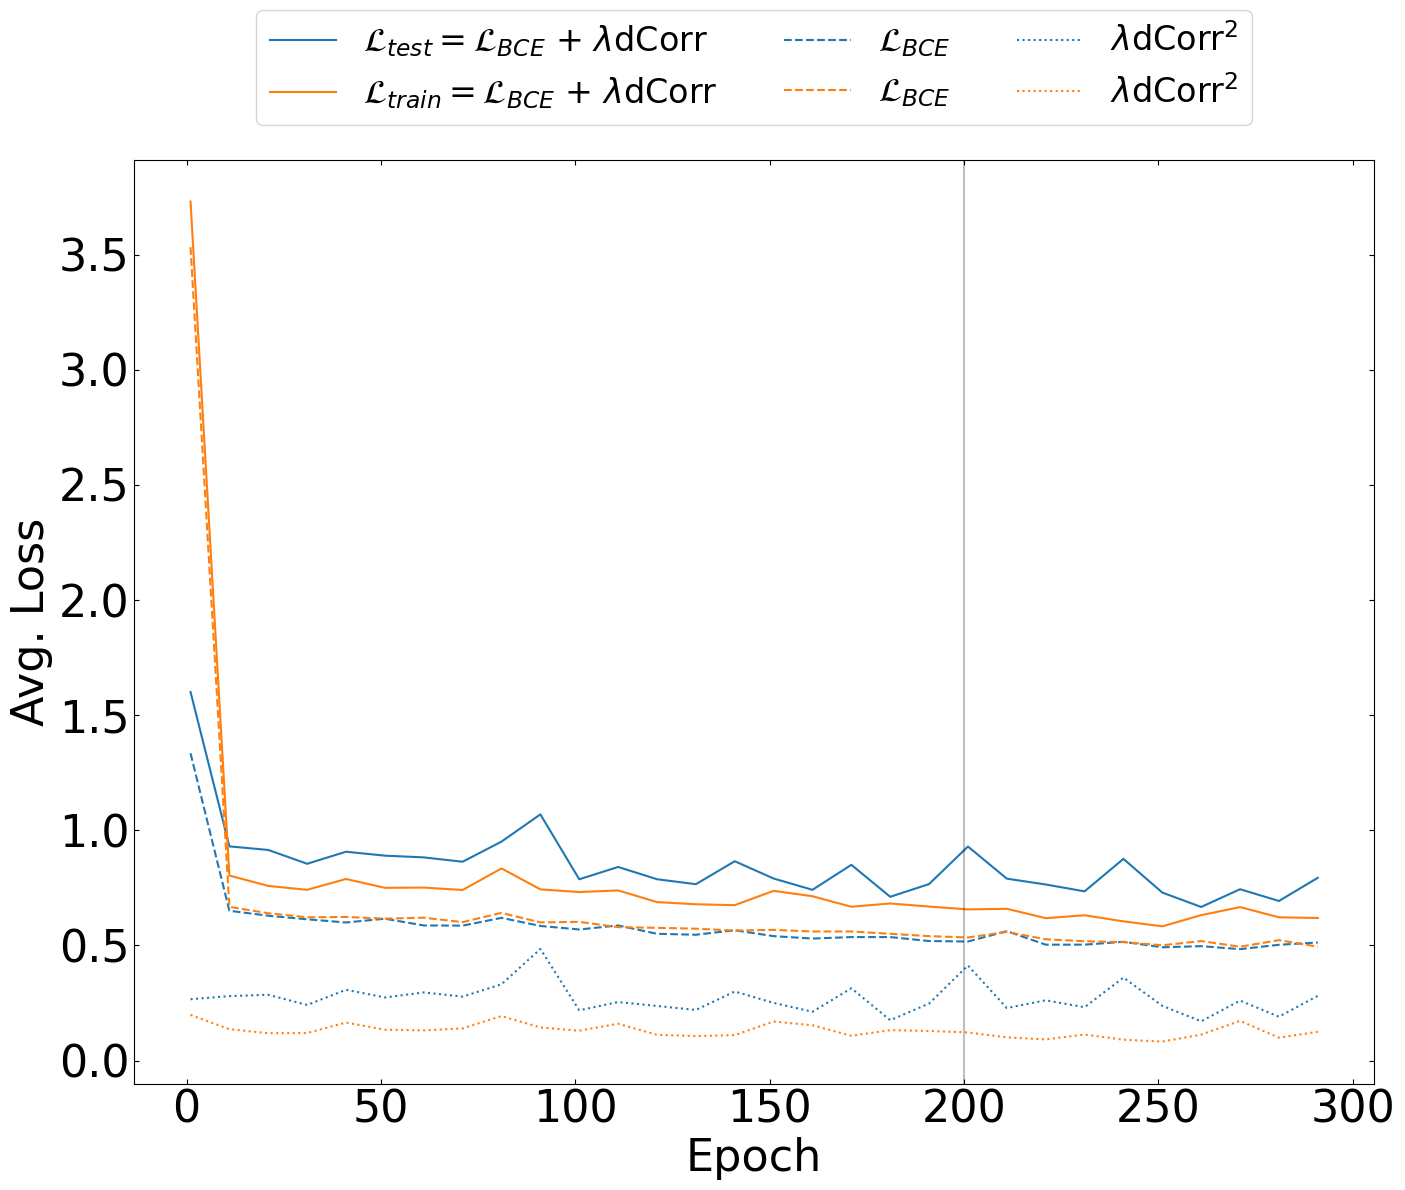 ℒ_test = ℒ_BCE + λdCorr
ℒ_train = ℒ_BCE + λdCorr
ℒ_BCE
ℒ_BCE
λdCorr²
λdCorr²
3.5
3.0
2.5
2.0
1.5
1.0
0.5
0.0
Avg. Loss
0 50 100 150 200 250 300
Epoch